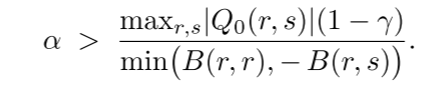 α > max_{r,s}|Q_0(r, s)|(1 − γ) / min(B(r, r), − B(r, s)).